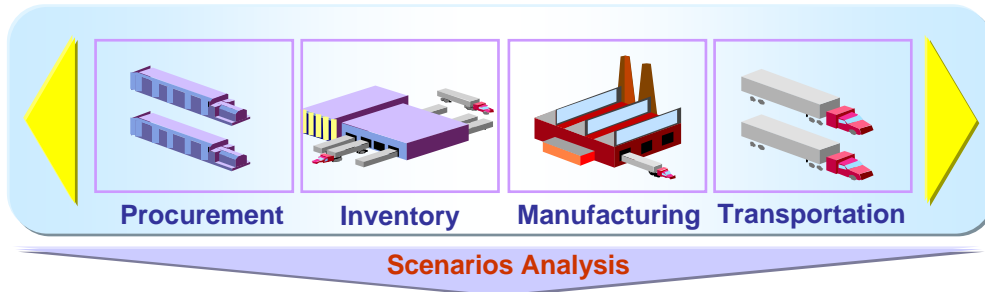 Procurement Inventory Manufacturing Transportation
Scenarios Analysis